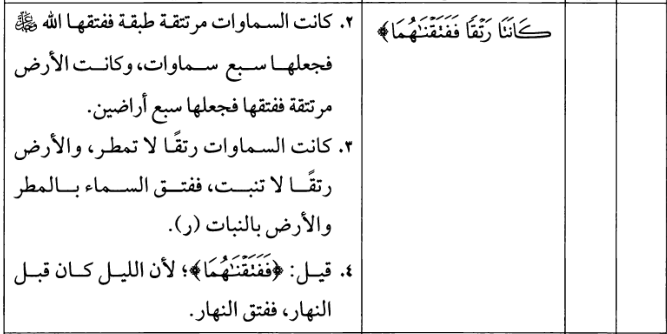 كَانَتَا رَتْقًا فَفَتَقْنَـٰهُمَا﴾
٢. كانت السماوات مرتتقة طبقة ففتقها الله ﷻ
فجعلها سبع سماوات، وكانت الأرض
مرتتقة ففتقها فجعلها سبع أراضين.
٣. كانت السماوات رتقًا لا تمطر، والأرض
رتقًا لا تنبت، ففتق السماء بالمطر
والأرض بالنبات (ر).
٤. قيل: ﴿فَفَتَقْنَـٰهُمَا﴾؛ لأن الليل كان قبل
النهار، ففتق النهار.